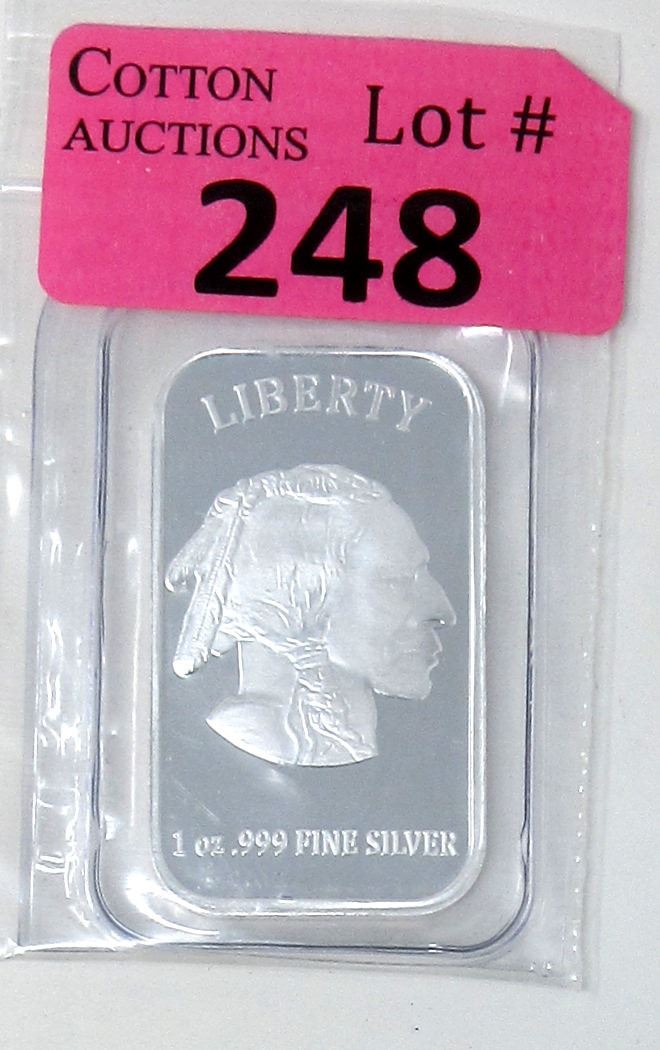 COTTON
AUCTIONS
Lot #
248
LIBERTY
1 oz .999 FINE SILVER